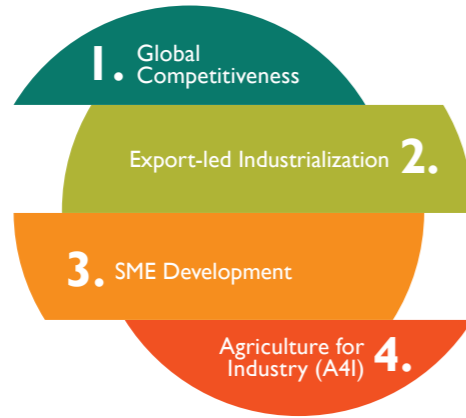 1. Global
Competitiveness
Export-led Industrialization 2.
3. SME Development
Agriculture for
Industry (A4I) 4.